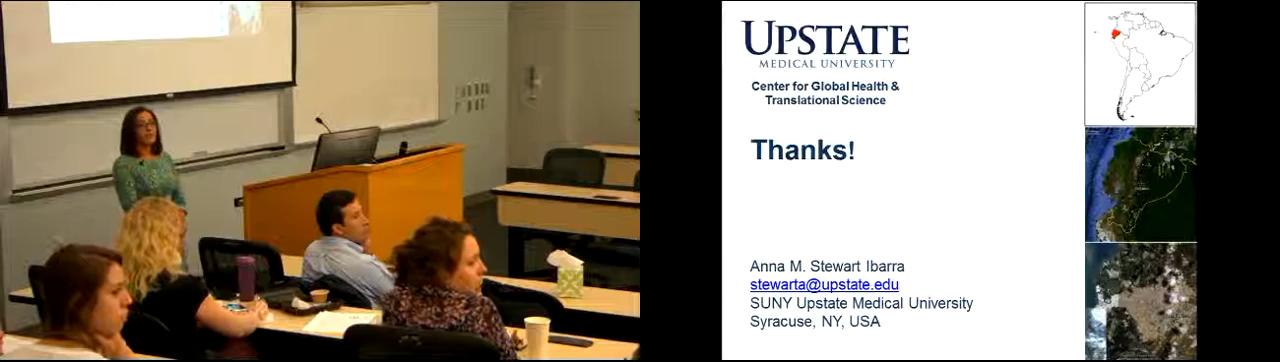 UPSTATE
MEDICAL UNIVERSITY
Center for Global Health &
Translational Science
Thanks!
Anna M. Stewart Ibarra
stewarta@upstate.edu
SUNY Upstate Medical University
Syracuse, NY, USA